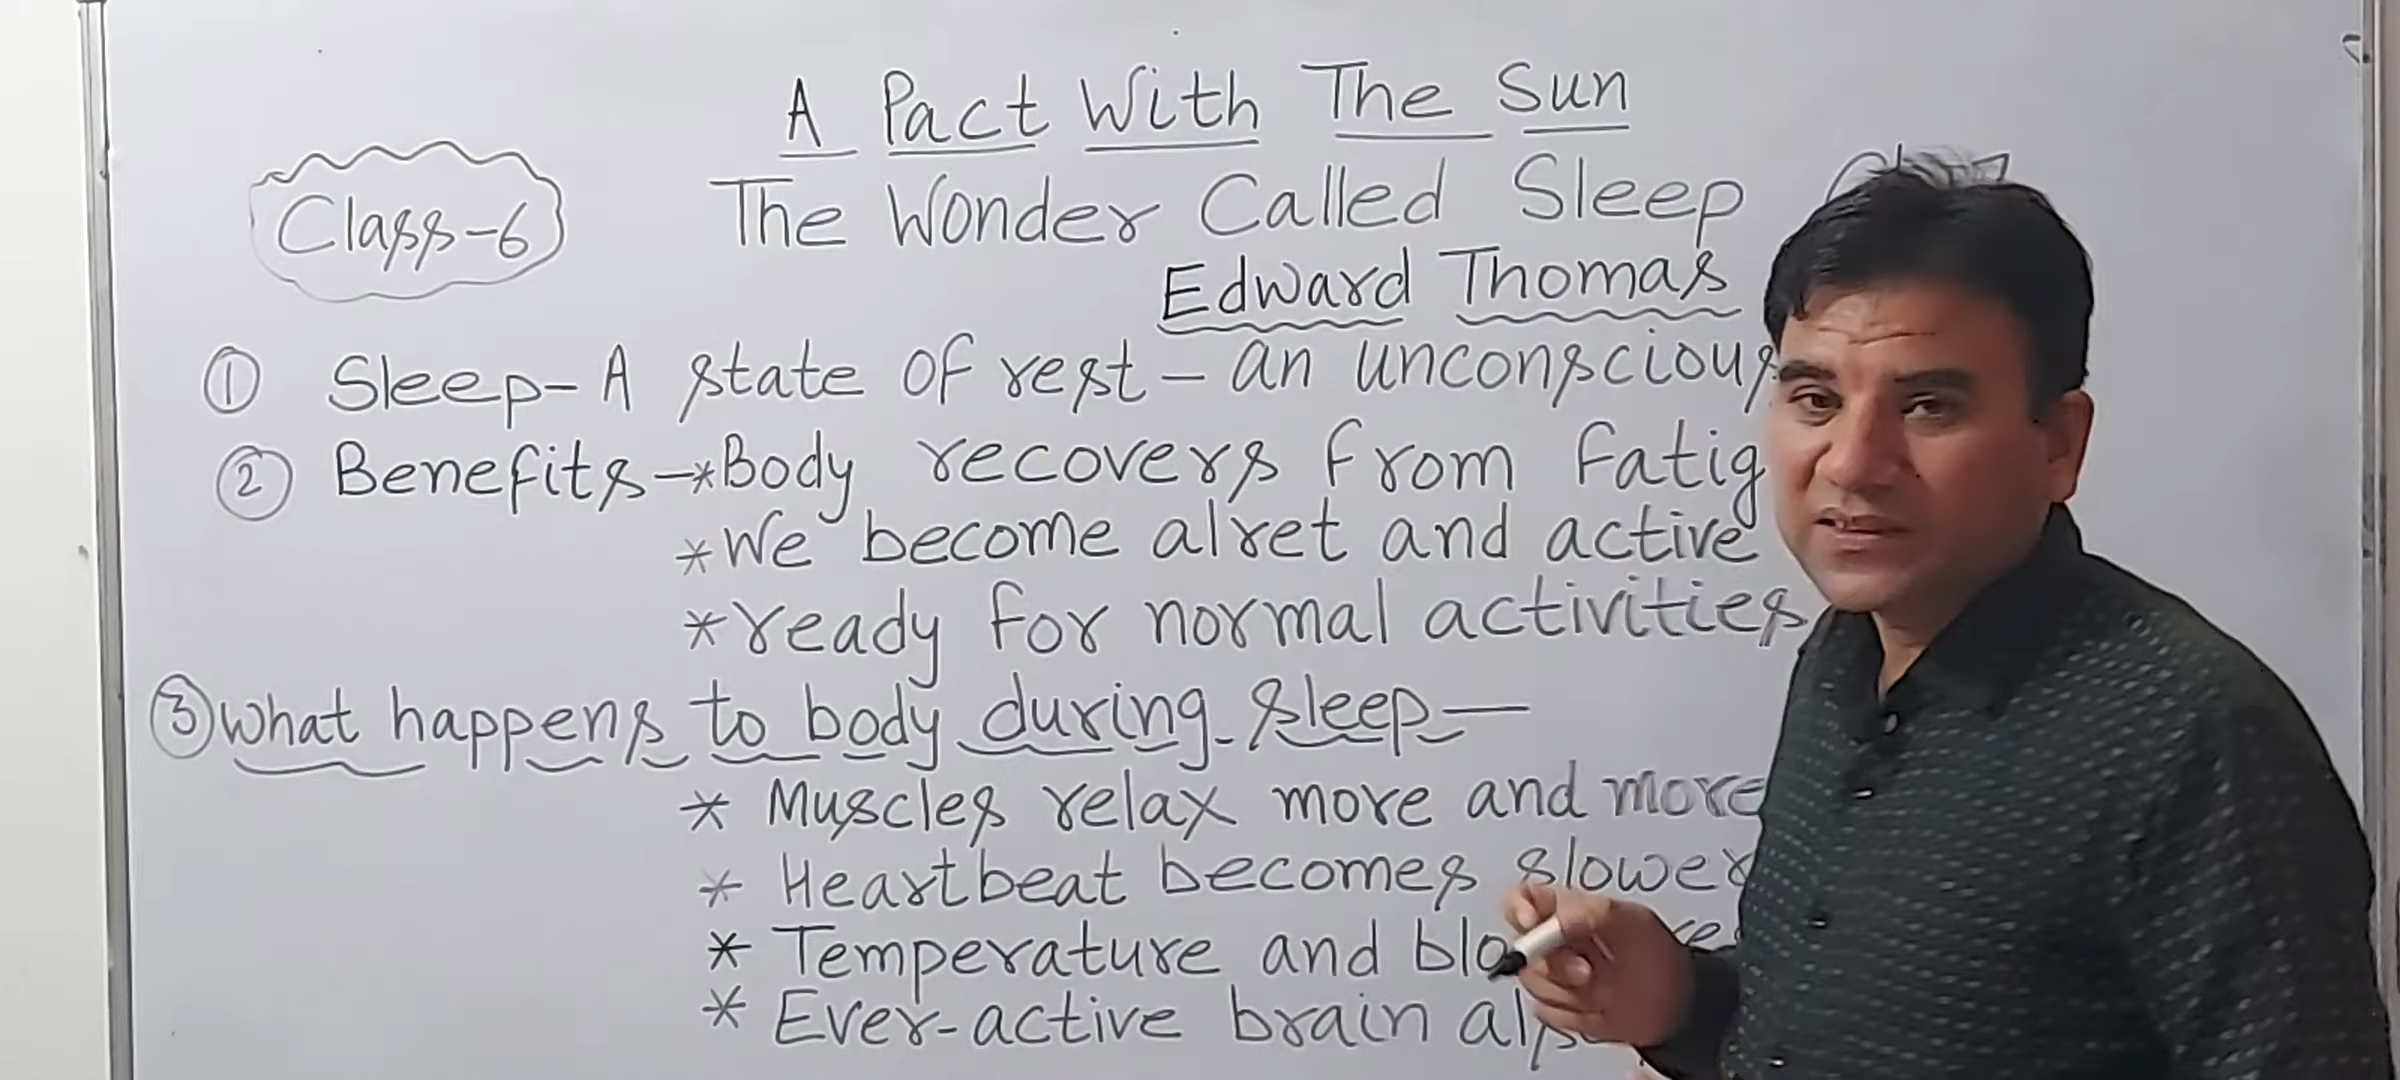 A Pact With The Sun
Class-6
The Wonder Called Sleep
Edward Thomas
① Sleep- A state of rest - an unconscious
② Benefits - *Body recovers from Fatig
*We become alret and active
*ready for normal activities
③ What happens to body during sleep-
* Muscles relax more and more
* Heartbeat becomes slower
* Temperature and blo
* Ever-active brain als